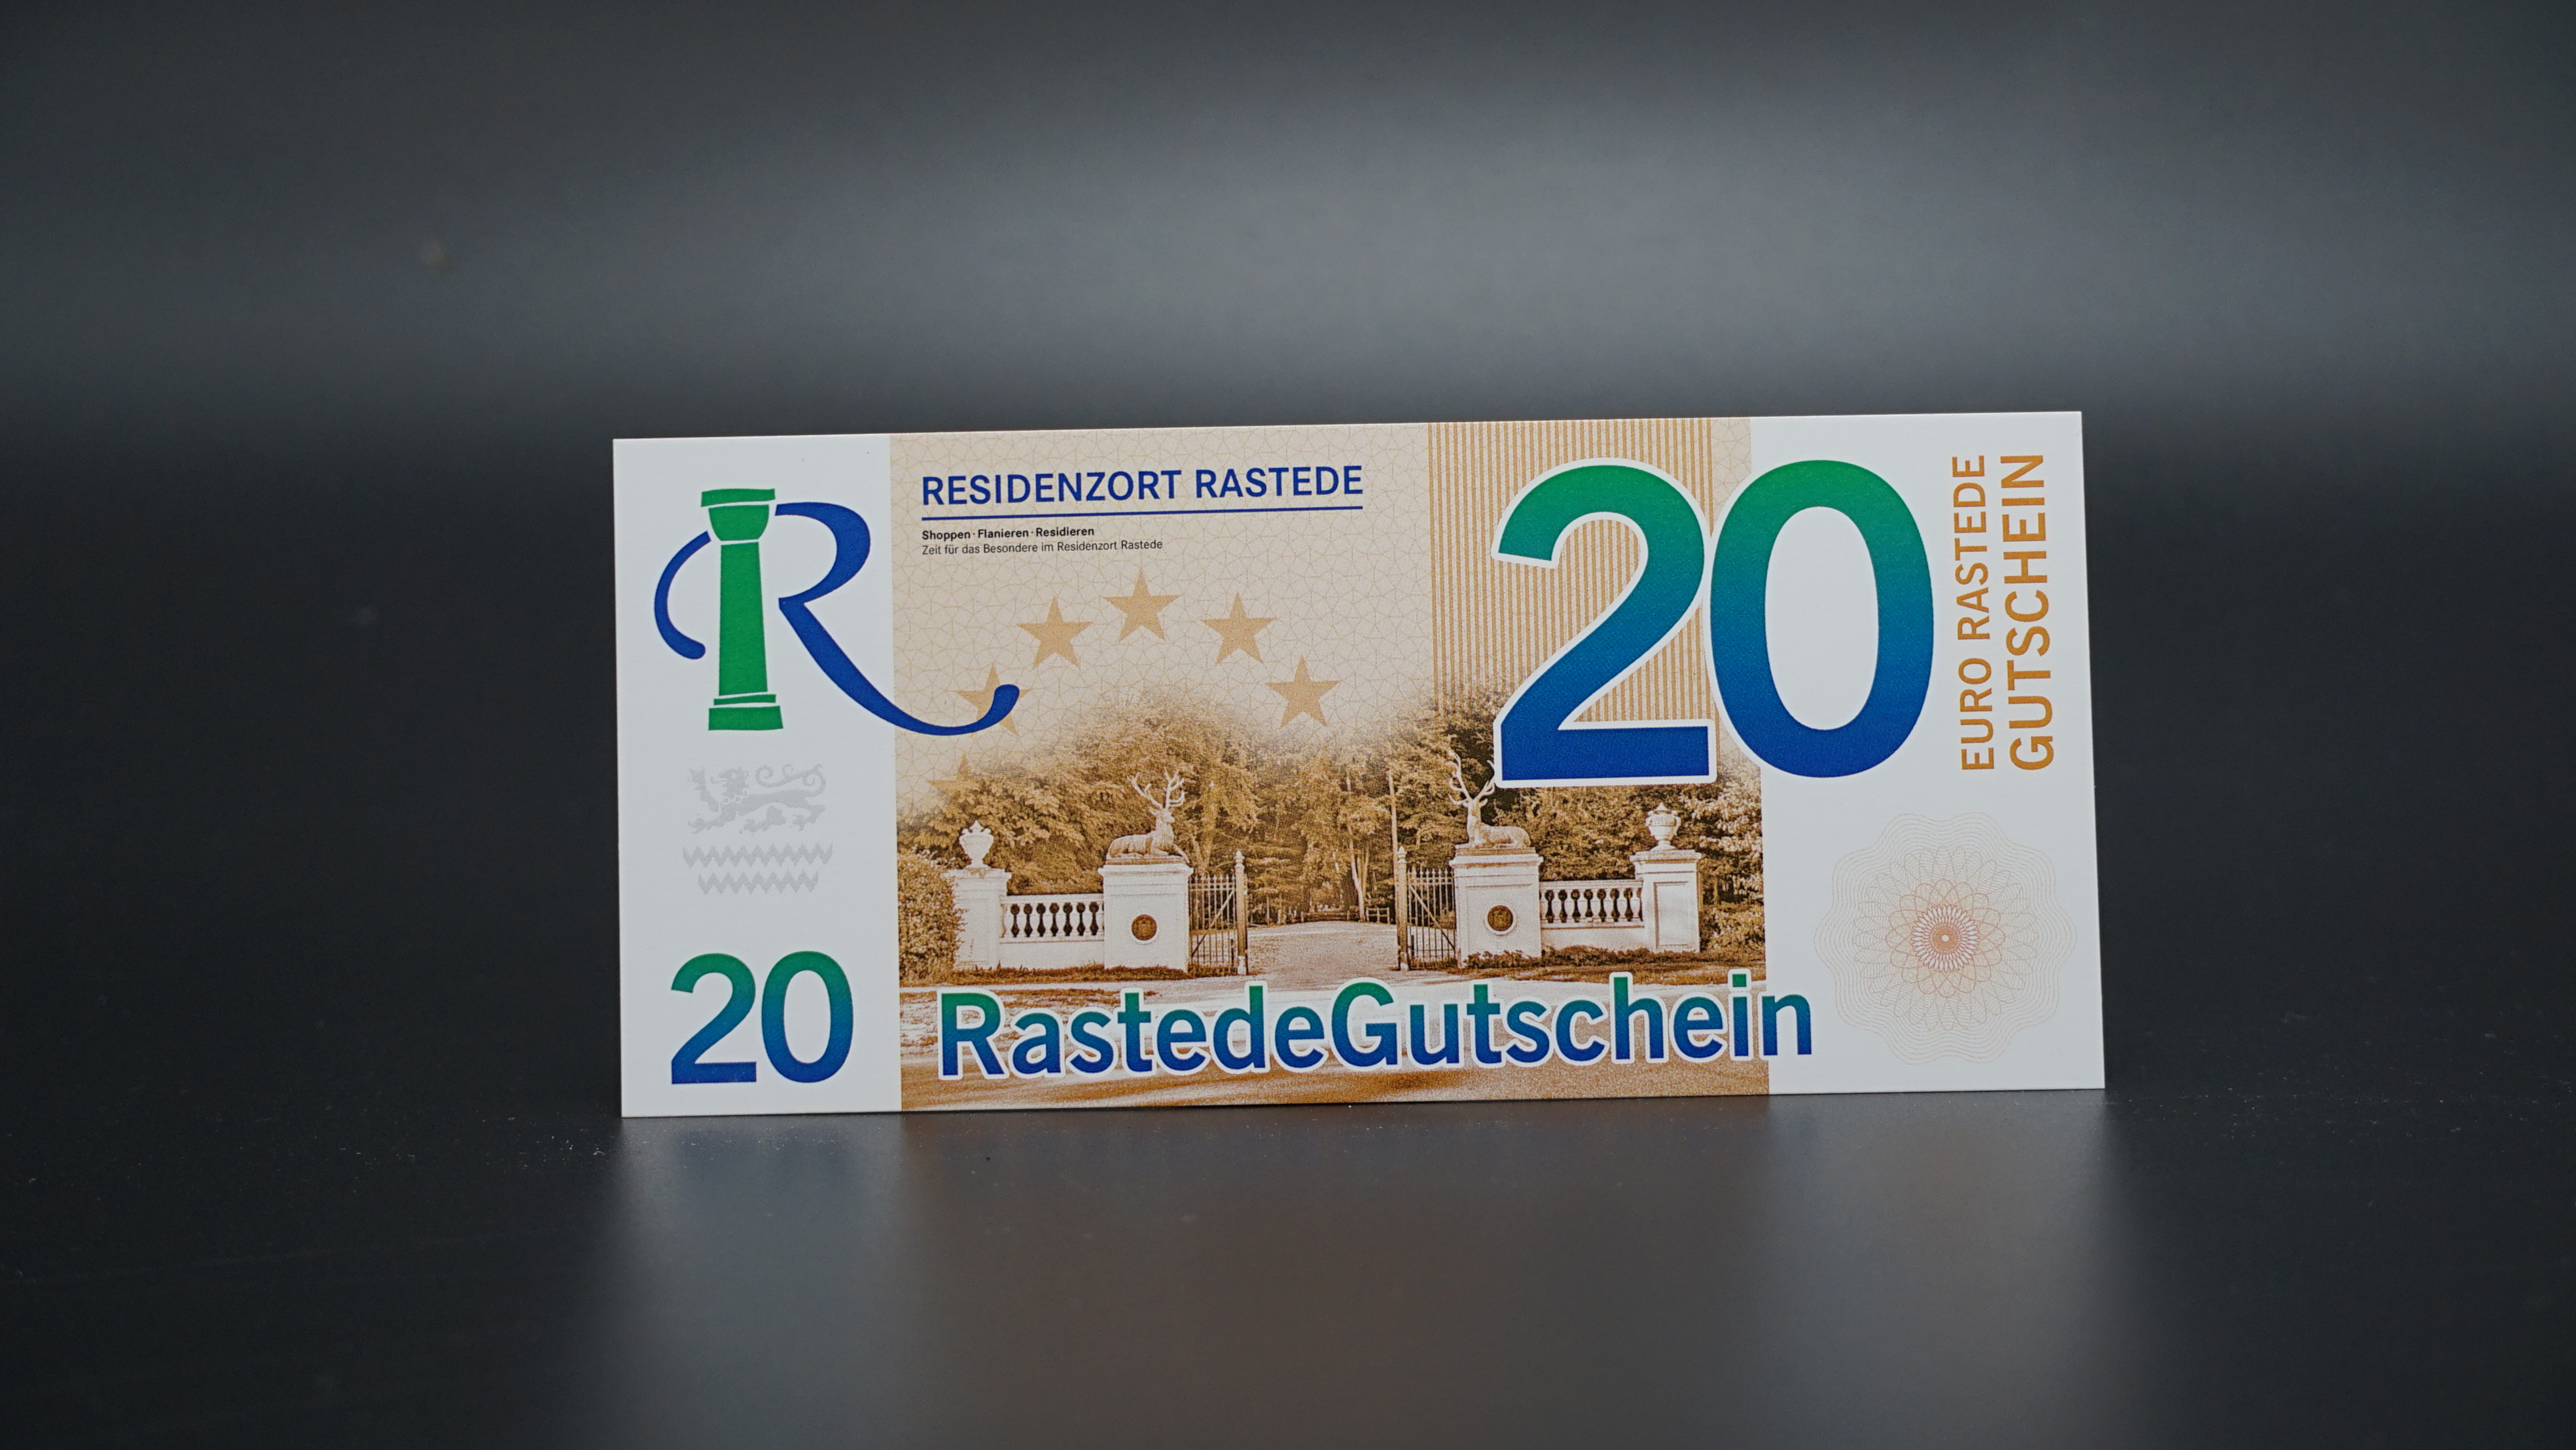 R
RESIDENZORT RASTEDE
Shoppen · Flanieren · Residieren
Zeit für das Besondere im Residenzort Rastede
20
EURO RASTEDE
GUTSCHEIN
20
RastedeGutschein